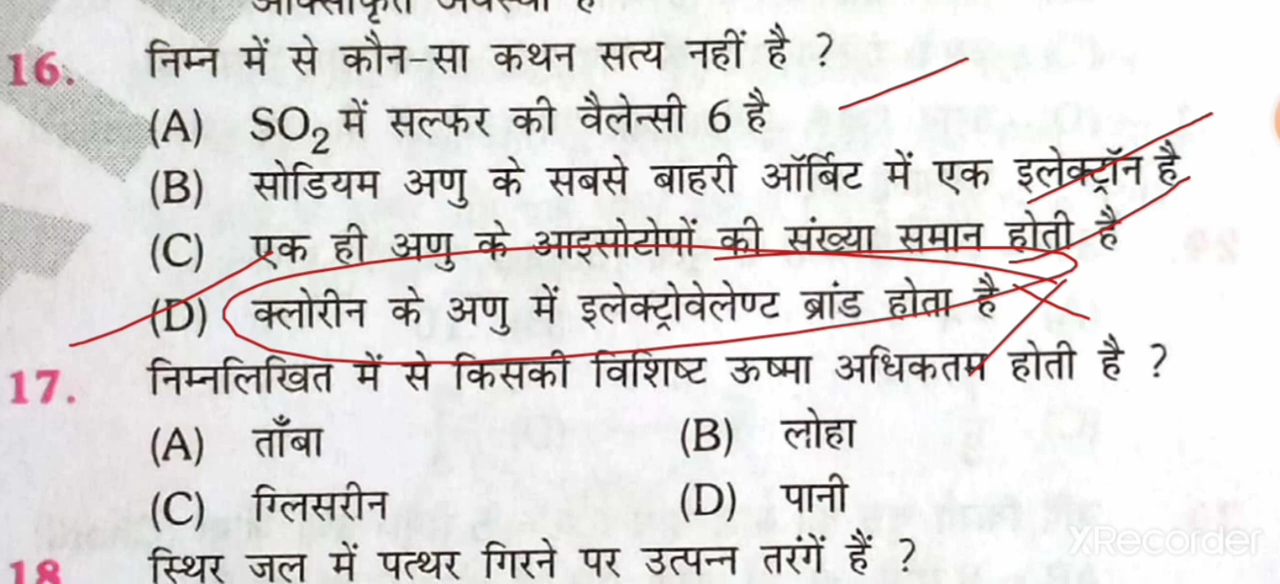 ऑक्सीकृत अवस्था है
16. निम्न में से कौन-सा कथन सत्य नहीं है ?
(A) SO2 में सल्फर की वैलेन्सी 6 है
(B) सोडियम अणु के सबसे बाहरी ऑर्बिट में एक इलेक्ट्रॉन है
(C) एक ही अणु के आइसोटोपों की संख्या समान होती है
(D) क्लोरीन के अणु में इलेक्ट्रोवेलेण्ट ब्रांड होता है
17. निम्नलिखित में से किसकी विशिष्ट ऊष्मा अधिकतम होती है ?
(A) ताँबा (B) लोहा
(C) ग्लिसरीन (D) पानी
18 स्थिर जल में पत्थर गिरने पर उत्पन्न तरंगें हैं ?
XRecorder